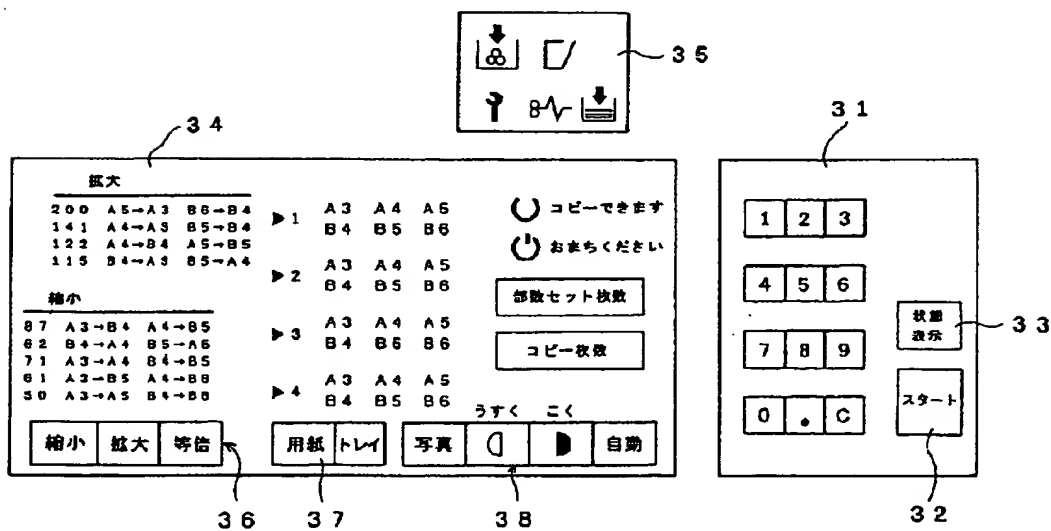 ３５
３４
３１
拡大
２００ A５→A３ B６→B４
１４１ A４→A３ B５→B４
１２２ A４→B４ A５→B５
１１５ B４→A３ B５→A４
縮小
８７ A３→B４ A４→B５
８２ B４→A４ B５→A５
７１ A３→A４ B４→B５
６１ A３→B５ A４→B６
５０ A３→A５ B４→B６
▶１ A３ A４ A５
B４ B５ B６
▶２ A３ A４ A５
B４ B５ B６
▶３ A３ A４ A５
B４ B５ B６
▶４ A３ A４ A５
B４ B５ B６
コピーできます
おまちください
部数セット枚数
コピー枚数
うすく こく
縮小 拡大 等倍
用紙 トレイ
写真 自動
３６
３７
３８
1 2 3
4 5 6
7 8 9
0 . C
状態
表示
３３
スタート
３２